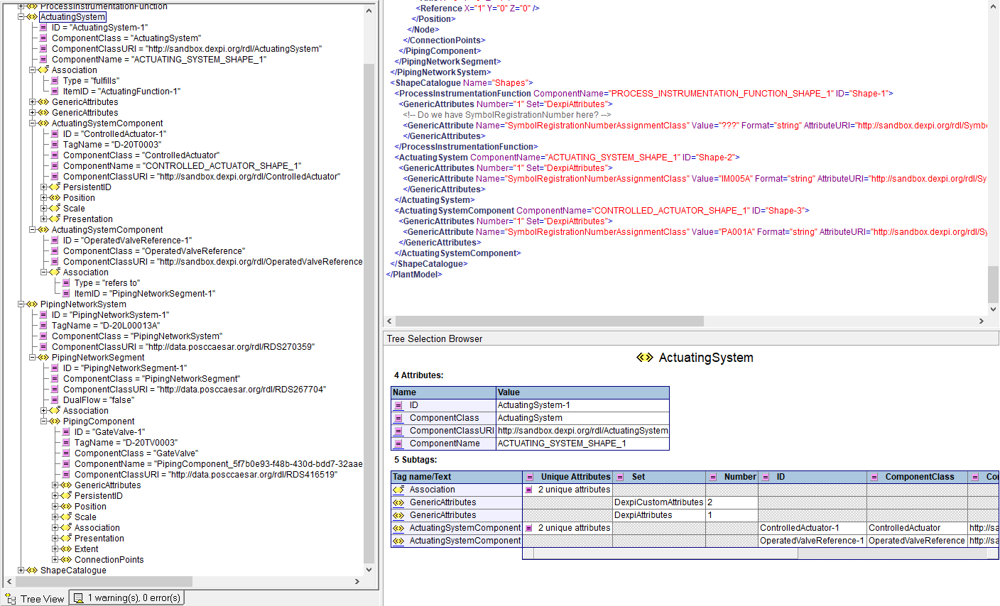 ProcessInstrumentationFunction
ActuatingSystem
ID = "ActuatingSystem-1"
ComponentClass = "ActuatingSystem"
ComponentClassURI = "http://sandbox.dexpi.org/rdl/ActuatingSystem"
ComponentName = "ACTUATING_SYSTEM_SHAPE_1"
Association
Type = "fulfills"
ItemID = "ActuatingFunction-1"
GenericAttributes
GenericAttributes
ActuatingSystemComponent
ID = "ControlledActuator-1"
TagName = "D-20T0003"
ComponentClass = "ControlledActuator"
ComponentName = "CONTROLLED_ACTUATOR_SHAPE_1"
ComponentClassURI = "http://sandbox.dexpi.org/rdl/ControlledActuator"
PersistentID
Position
Scale
Presentation
ActuatingSystemComponent
ID = "OperatedValveReference-1"
ComponentClass = "OperatedValveReference"
ComponentClassURI = "http://sandbox.dexpi.org/rdl/OperatedValveReference
Association
Type = "refers to"
ItemID = "PipingNetworkSegment-1"
PipingNetworkSystem
ID = "PipingNetworkSystem-1"
TagName = "D-20L00013A"
ComponentClass = "PipingNetworkSystem"
ComponentClassURI = "http://data.posccaesar.org/rdl/RDS270359"
PipingNetworkSegment
ID = "PipingNetworkSegment-1"
ComponentClass = "PipingNetworkSegment"
ComponentClassURI = "http://data.posccaesar.org/rdl/RDS267704"
DualFlow = "false"
Association
PipingComponent
ID = "GateValve-1"
TagName = "D-20TV0003"
ComponentClass = "GateValve"
ComponentName = "PipingComponent_5f7b0e93-f48b-430d-bdd7-32aae
ComponentClassURI = "http://data.posccaesar.org/rdl/RDS416519"
GenericAttributes
PersistentID
Position
Scale
Association
Presentation
Extent
ConnectionPoints
ShapeCatalogue
Tree View
1 warning(s), 0 error(s)
<Reference X="1" Y="0" Z="0" />
</Position>
</Node>
</ConnectionPoints>
</PipingComponent>
</PipingNetworkSegment>
</PipingNetworkSystem>
<ShapeCatalogue Name="Shapes">
<ProcessInstrumentationFunction ComponentName="PROCESS_INSTRUMENTATION_FUNCTION_SHAPE_1" ID="Shape-1">
<GenericAttributes Number="1" Set="DexpiAttributes">
<!-- Do we have SymbolRegistrationNumber here? -->
<GenericAttribute Name="SymbolRegistrationNumberAssignmentClass" Value="???" Format="string" AttributeURI="http://sandbox.dexpi.org/rdl/Symbo
</GenericAttributes>
</ProcessInstrumentationFunction>
<ActuatingSystem ComponentName="ACTUATING_SYSTEM_SHAPE_1" ID="Shape-2">
<GenericAttributes Number="1" Set="DexpiAttributes">
<GenericAttribute Name="SymbolRegistrationNumberAssignmentClass" Value="IM005A" Format="string" AttributeURI="http://sandbox.dexpi.org/rdl/Sy
</GenericAttributes>
</ActuatingSystem>
<ActuatingSystemComponent ComponentName="CONTROLLED_ACTUATOR_SHAPE_1" ID="Shape-3">
<GenericAttributes Number="1" Set="DexpiAttributes">
<GenericAttribute Name="SymbolRegistrationNumberAssignmentClass" Value="PA001A" Format="string" AttributeURI="http://sandbox.dexpi.org/rdl/Sy
</GenericAttributes>
</ActuatingSystemComponent>
</ShapeCatalogue>
</PlantModel>
Tree Selection Browser
ActuatingSystem
4 Attributes:
Name Value
ID ActuatingSystem-1
ComponentClass ActuatingSystem
ComponentClassURI http://sandbox.dexpi.org/rdl/ActuatingSystem
ComponentName ACTUATING_SYSTEM_SHAPE_1
5 Subtags:
Tag name/Text Unique Attributes Set Number ID ComponentClass Co
Association 2 unique attributes
GenericAttributes DexpiCustomAttributes 2
GenericAttributes DexpiAttributes 1
ActuatingSystemComponent 2 unique attributes ControlledActuator-1 ControlledActuator http://sa
ActuatingSystemComponent OperatedValveReference-1 OperatedValveReference http://sa